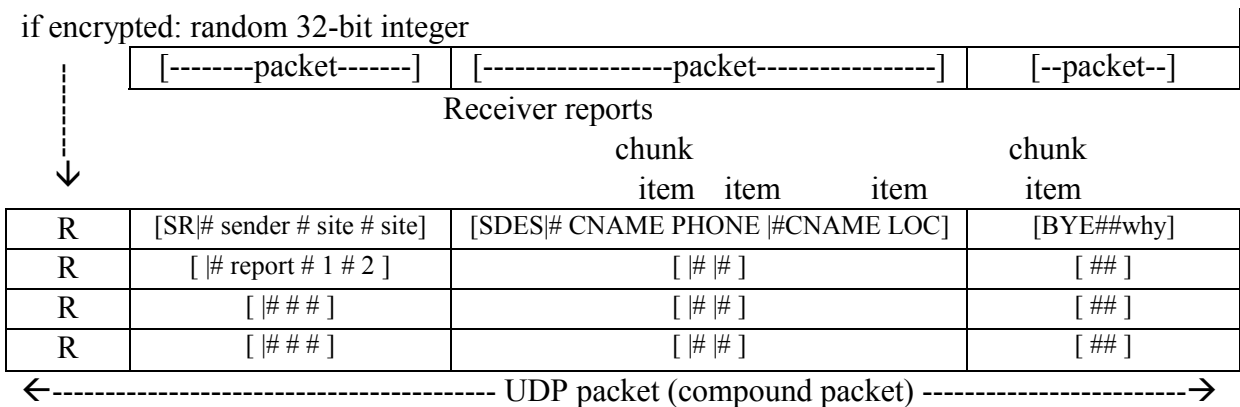 if encrypted: random 32-bit integer
[--------packet-------] [------------------packet-----------------] [--packet--]
Receiver reports
chunk chunk
item item item item
R [SR|# sender # site # site] [SDES|# CNAME PHONE |#CNAME LOC] [BYE##why]
R [ |# report # 1 # 2 ] [ |# |# ] [ ## ]
R [ |# # # ] [ |# |# ] [ ## ]
R [ |# # # ] [ |# |# ] [ ## ]
←------------------------------------------ UDP packet (compound packet) -------------------------→